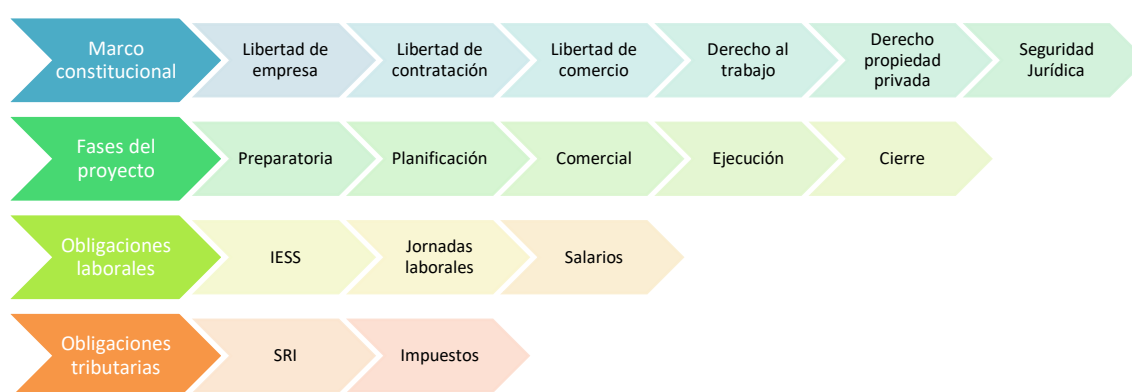 Marco
constitucional
Libertad de
empresa
Libertad de
contratación
Libertad de
comercio
Derecho al
trabajo
Derecho
propiedad
privada
Seguridad
Jurídica
Fases del
proyecto
Preparatoria
Planificación
Comercial
Ejecución
Cierre
Obligaciones
laborales
IESS
Jornadas
laborales
Salarios
Obligaciones
tributarias
SRI
Impuestos